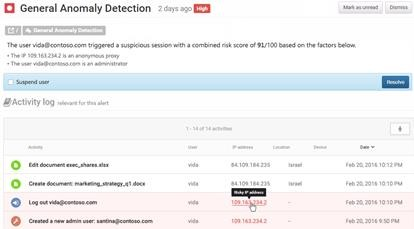 General Anomaly Detection 2 days ago High Mark as unread Dismiss
/ General Anomaly Detection
The user vida@contoso.com triggered a suspicious session with a combined risk score of 91/100 based on the factors below.
• The IP 109.163.234.2 is an anonymous proxy
• The user vida@contoso.com is an administrator
Suspend user Resolve
Activity log relevant for this alert
1 - 14 of 14 activities
Activity User IP address Location Device Date
Edit document exec_shares.xlsx vida 84.109.184.235 Israel Feb 20, 2016 10:12 PM
Create document: marketing_strategy_q1.docx vida 84.109.184.235 Israel Feb 20, 2016 10:10 PM
Risky IP address
Log out vida@contoso.com vida 109.163.234.2 - Feb 20, 2016 10:10 PM
Created a new admin user: santina@contoso.com vida 109.163.234.2 - Feb 20, 2016 9:50 PM